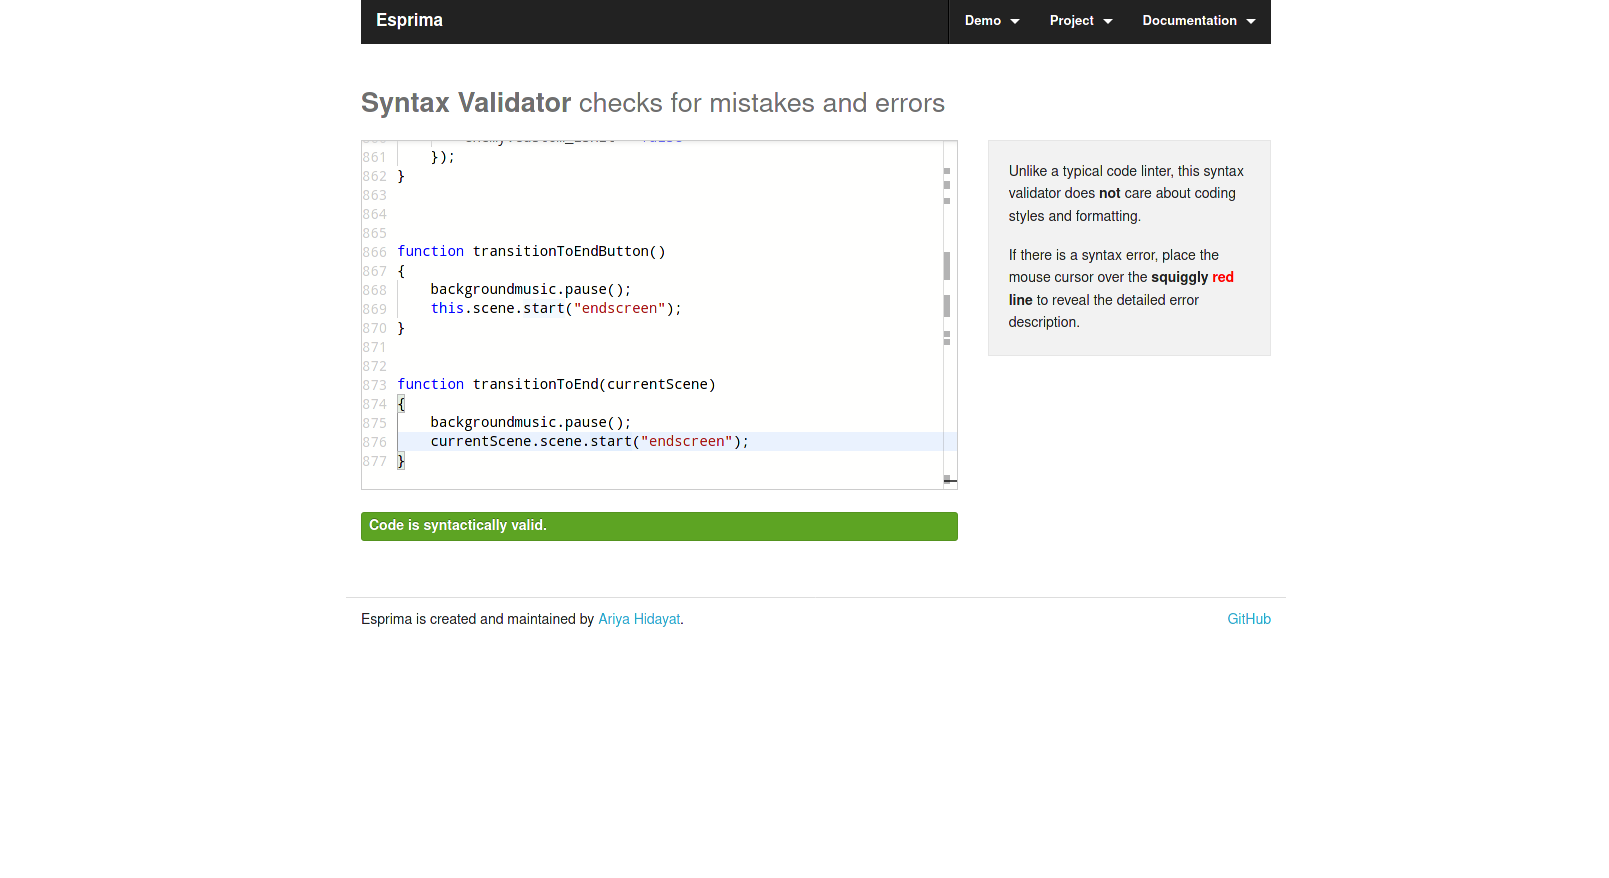 Esprima
Demo Project Documentation
Syntax Validator checks for mistakes and errors
861 });
862 }
863
864
865
866 function transitionToEndButton()
867 {
868 backgroundmusic.pause();
869 this.scene.start("endscreen");
870 }
871
872
873 function transitionToEnd(currentScene)
874 {
875 backgroundmusic.pause();
876 currentScene.scene.start("endscreen");
877 }
Code is syntactically valid.
Unlike a typical code linter, this syntax
validator does not care about coding
styles and formatting.
If there is a syntax error, place the
mouse cursor over the squiggly red
line to reveal the detailed error
description.
Esprima is created and maintained by Ariya Hidayat.
GitHub